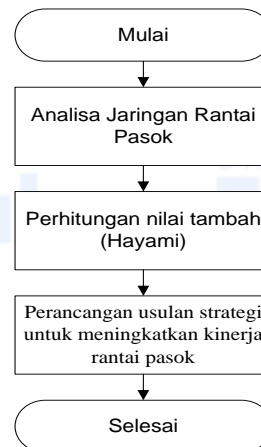 Mulai
Analisa Jaringan Rantai
Pasok
Perhitungan nilai tambah
(Hayami)
Perancangan usulan strategi
untuk meningkatkan kinerja
rantai pasok
Selesai